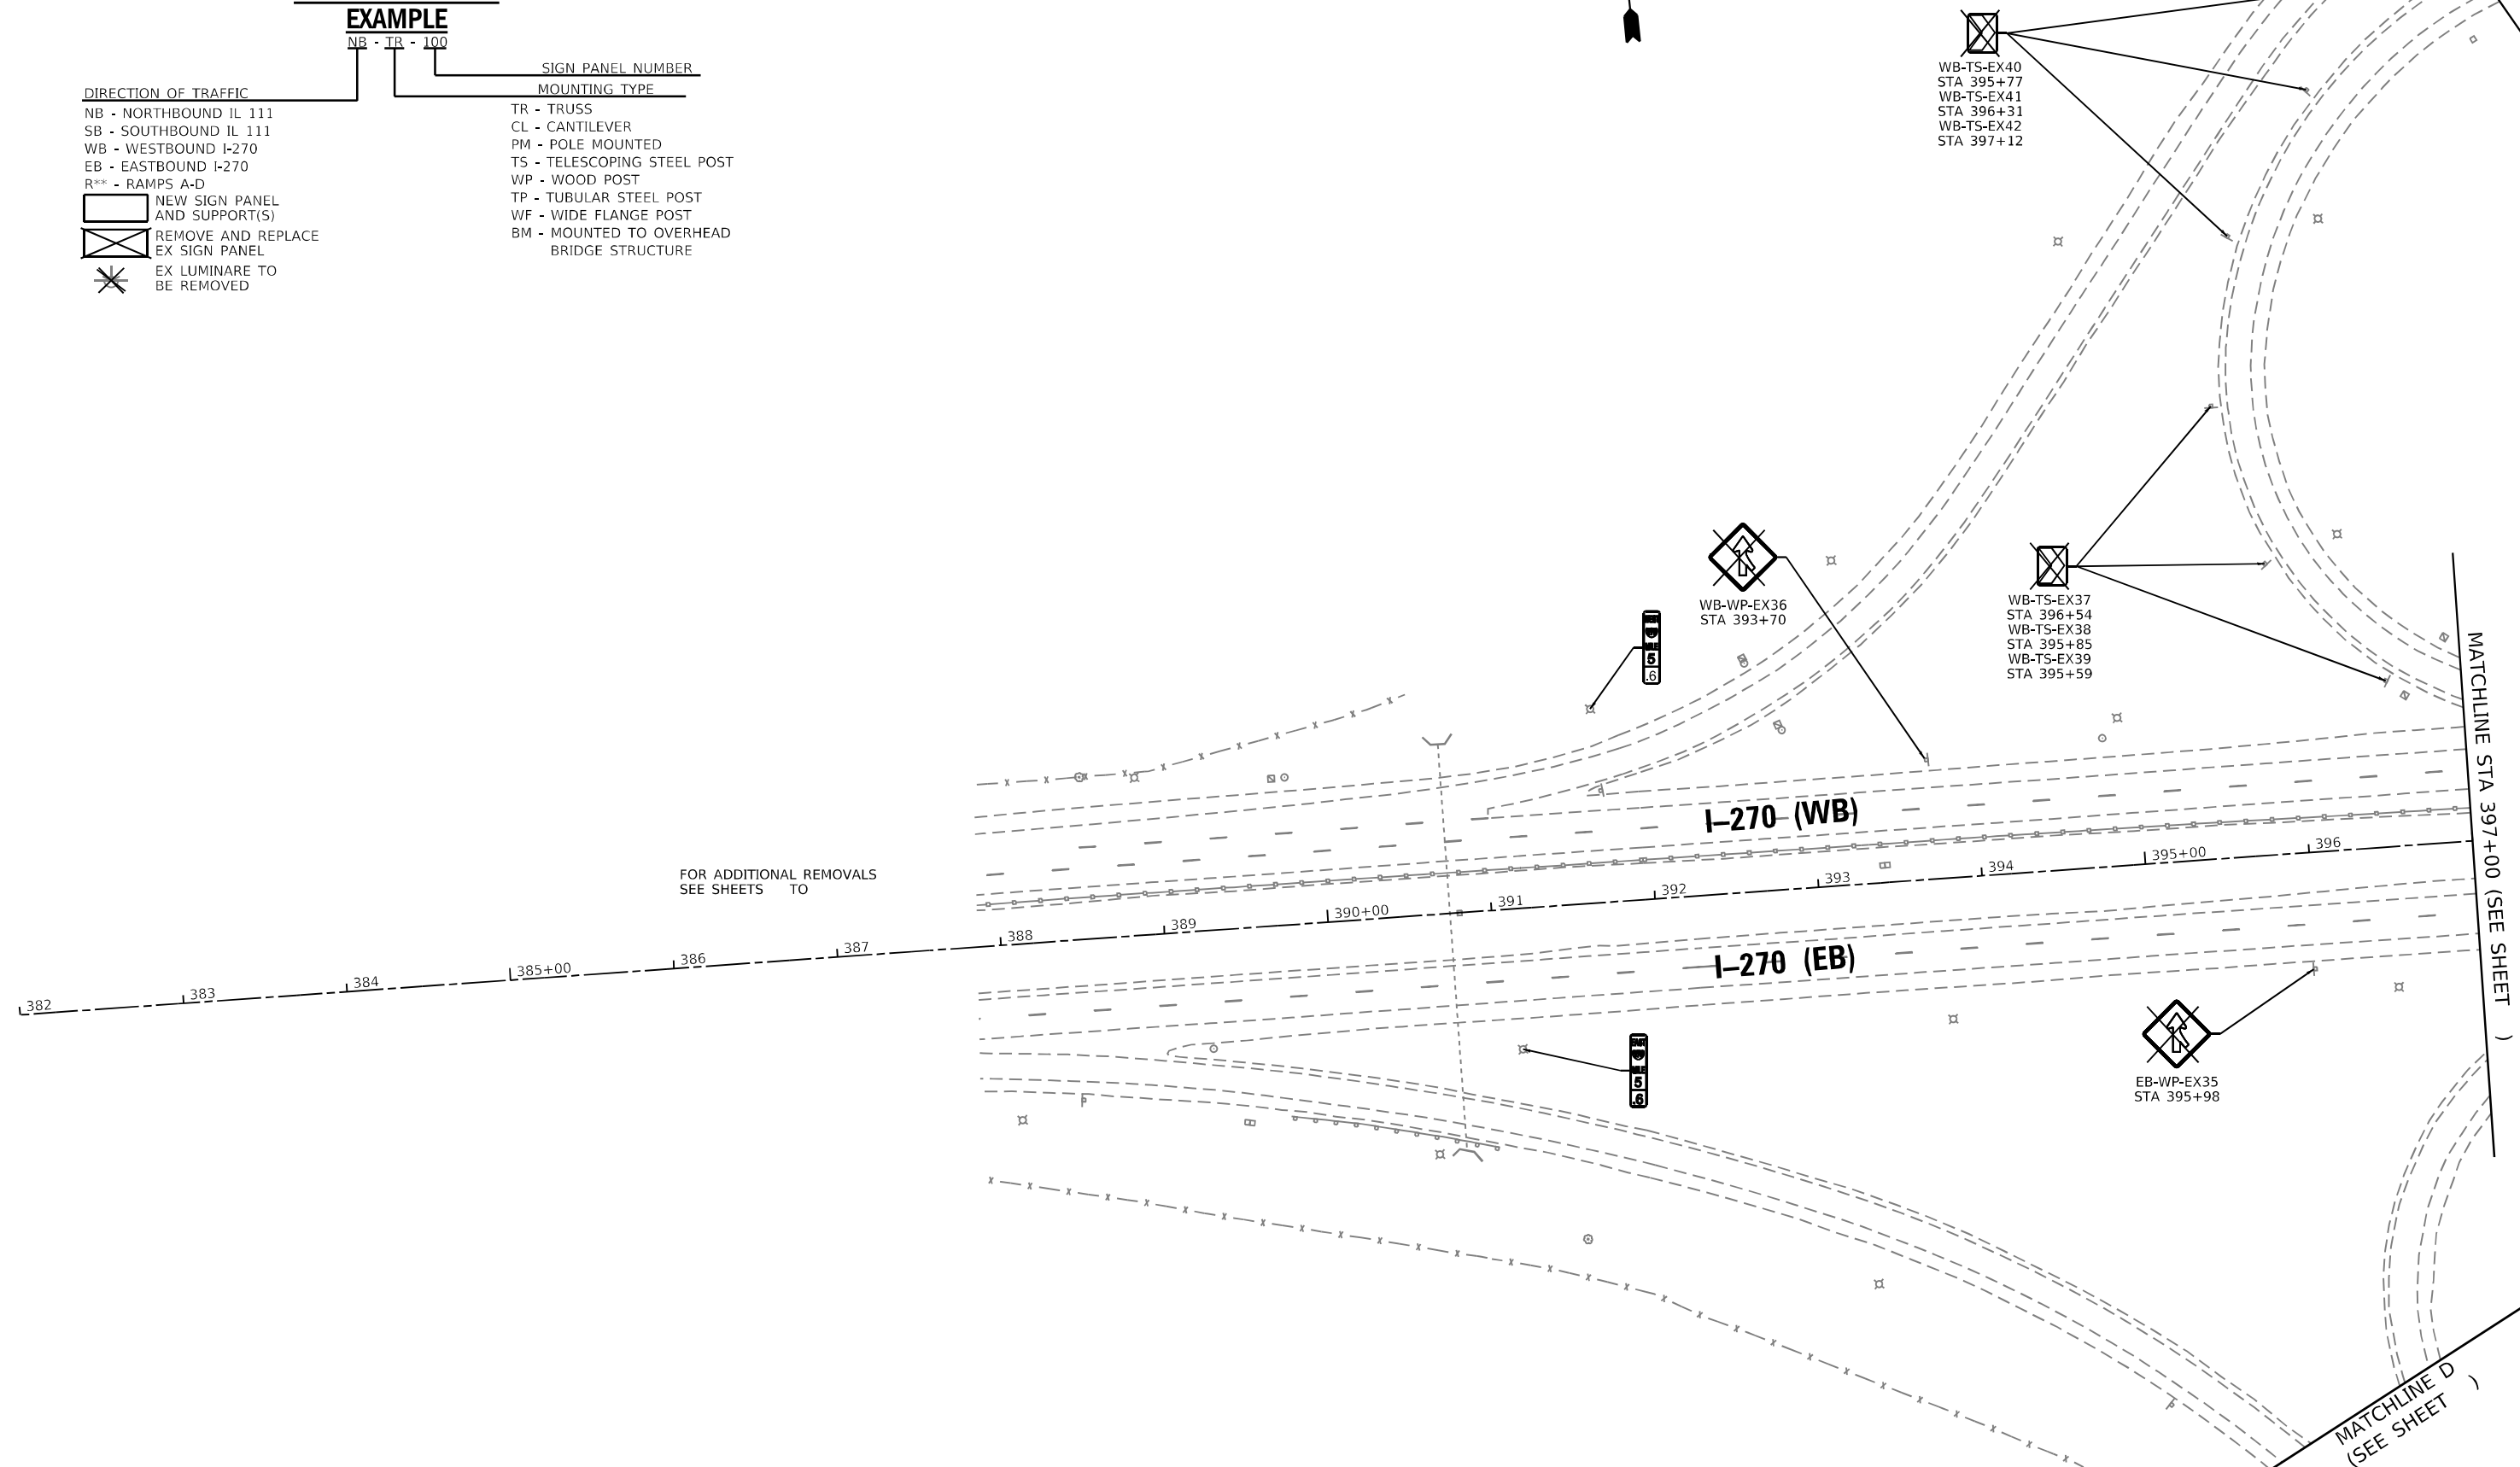 EXAMPLE
NB - TR - 100
SIGN PANEL NUMBER
MOUNTING TYPE
DIRECTION OF TRAFFIC
NB - NORTHBOUND IL 111
SB - SOUTHBOUND IL 111
WB - WESTBOUND I-270
EB - EASTBOUND I-270
R** - RAMPS A-D
NEW SIGN PANEL
AND SUPPORT(S)
REMOVE AND REPLACE
EX SIGN PANEL
EX LUMINARE TO
BE REMOVED
TR - TRUSS
CL - CANTILEVER
PM - POLE MOUNTED
TS - TELESCOPING STEEL POST
WP - WOOD POST
TP - TUBULAR STEEL POST
WF - WIDE FLANGE POST
BM - MOUNTED TO OVERHEAD
BRIDGE STRUCTURE
WB-TS-EX40
STA 395+77
WB-TS-EX41
STA 396+31
WB-TS-EX42
STA 397+12
WB-WP-EX36
STA 393+70
WB-TS-EX37
STA 396+54
WB-TS-EX38
STA 395+85
WB-TS-EX39
STA 395+59
MILE
5
.6
I-270 (WB)
FOR ADDITIONAL REMOVALS
SEE SHEETS TO
382
383
384
385+00
386
387
388
389
390+00
391
392
393
394
395+00
396
I-270 (EB)
EAST
MILE
5
.6
EB-WP-EX35
STA 395+98
MATCHLINE STA 397+00 (SEE SHEET )
MATCHLINE D
(SEE SHEET )